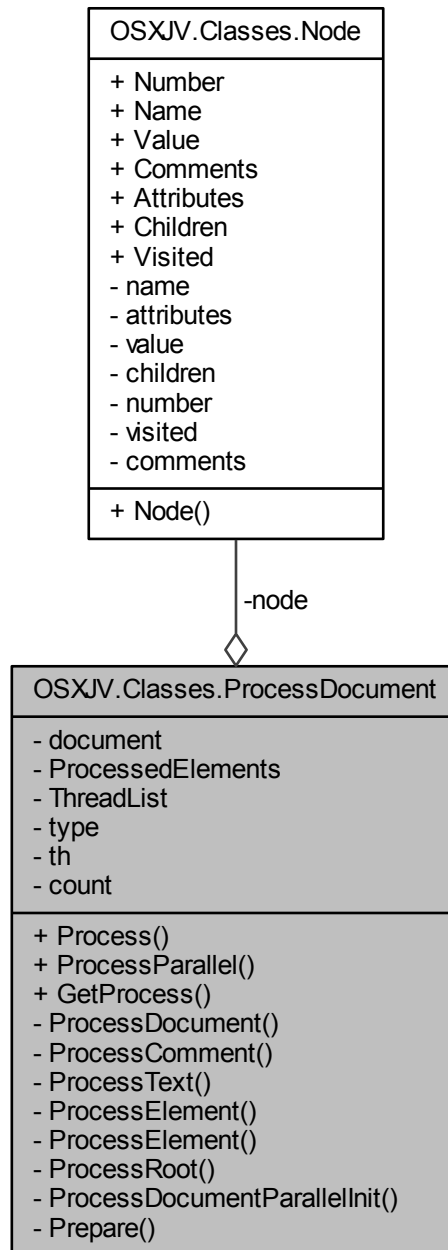 OSXJV.Classes.Node
+ Number
+ Name
+ Value
+ Comments
+ Attributes
+ Children
+ Visited
- name
- attributes
- value
- children
- number
- visited
- comments
+ Node()
-node
OSXJV.Classes.ProcessDocument
- document
- ProcessedElements
- ThreadList
- type
- th
- count
+ Process()
+ ProcessParallel()
+ GetProcess()
- ProcessDocument()
- ProcessComment()
- ProcessText()
- ProcessElement()
- ProcessElement()
- ProcessRoot()
- ProcessDocumentParallelInit()
- Prepare()